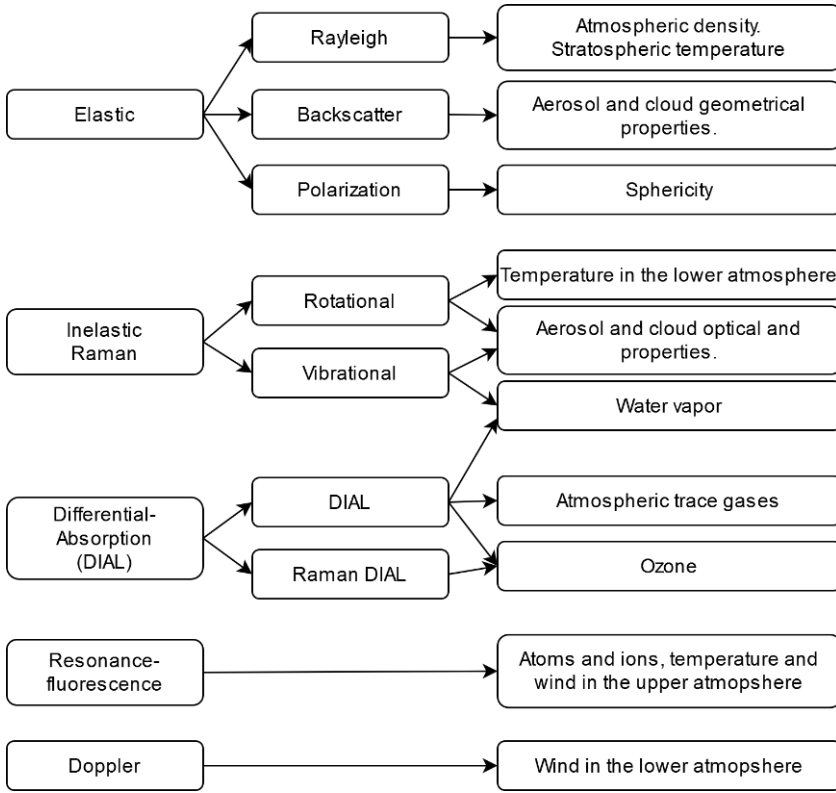 Rayleigh
Atmospheric density.
Stratospheric temperature
Elastic
Backscatter
Aerosol and cloud geometrical
properties.
Polarization
Sphericity
Inelastic
Raman
Rotational
Temperature in the lower atmosphere
Aerosol and cloud optical and
properties.
Vibrational
Water vapor
Differential-
Absorption
(DIAL)
DIAL
Atmospheric trace gases
Raman DIAL
Ozone
Resonance-
fluorescence
Atoms and ions, temperature and
wind in the upper atmopshere
Doppler
Wind in the lower atmopshere